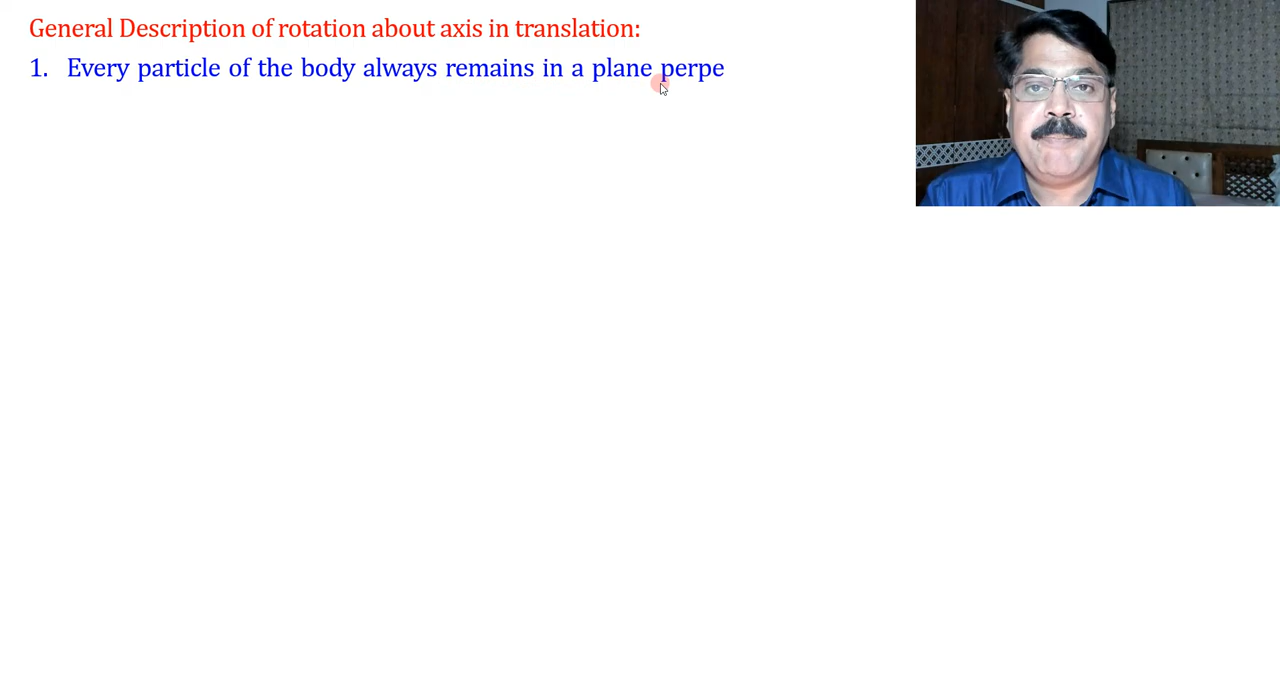 General Description of rotation about axis in translation:
1. Every particle of the body always remains in a plane perpe